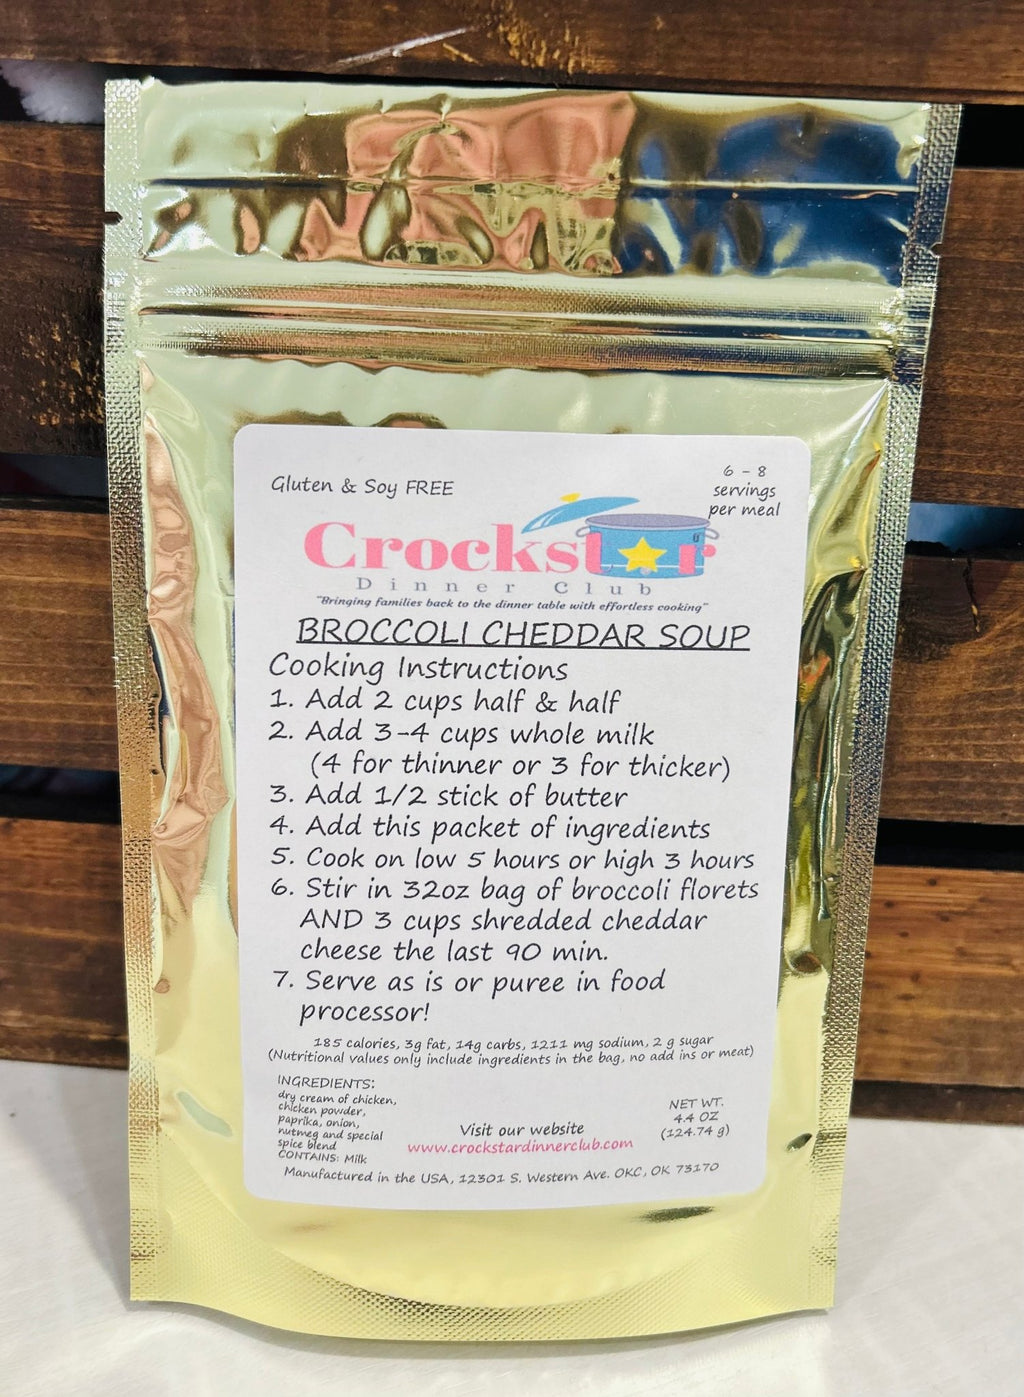 Gluten & Soy FREE
6 - 8
servings
per meal
Crockstar
Dinner Club
"Bringing families back to the dinner table with effortless cooking"
BROCCOLI CHEDDAR SOUP
Cooking Instructions
1. Add 2 cups half & half
2. Add 3-4 cups whole milk
(4 for thinner or 3 for thicker)
3. Add 1/2 stick of butter
4. Add this packet of ingredients
5. Cook on low 5 hours or high 3 hours
6. Stir in 32oz bag of broccoli florets
AND 3 cups shredded cheddar
cheese the last 90 min.
7. Serve as is or puree in food
processor!
185 calories, 3g fat, 14g carbs, 1211 mg sodium, 2 g sugar
(Nutritional values only include ingredients in the bag, no add ins or meat)
INGREDIENTS:
dry cream of chicken,
chicken powder,
paprika, onion,
nutmeg and special
spice blend
CONTAINS: Milk
Visit our website
www.crockstardinnerclub.com
NET WT.
4.4 OZ
(124.74 g)
Manufactured in the USA, 12301 S. Western Ave. OKC, OK 73170